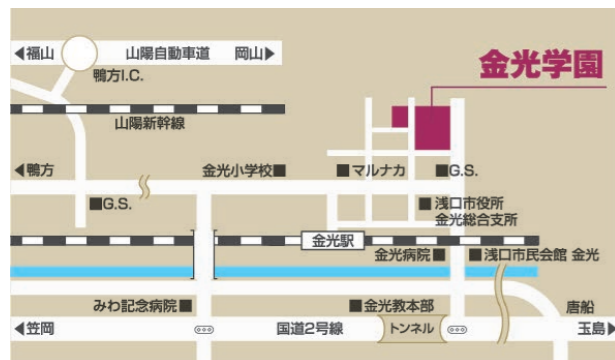 ◀福山
山陽自動車道
岡山▶
鴨方I.C.
金光学園
山陽新幹線
◀鴨方
金光小学校■
■マルナカ
■G.S.
■G.S.
■浅口市役所
金光総合支所
金光駅
金光病院■
■浅口市民会館 金光
みわ記念病院■
■金光教本部
唐船
◀笠岡
国道2号線
トンネル
玉島▶